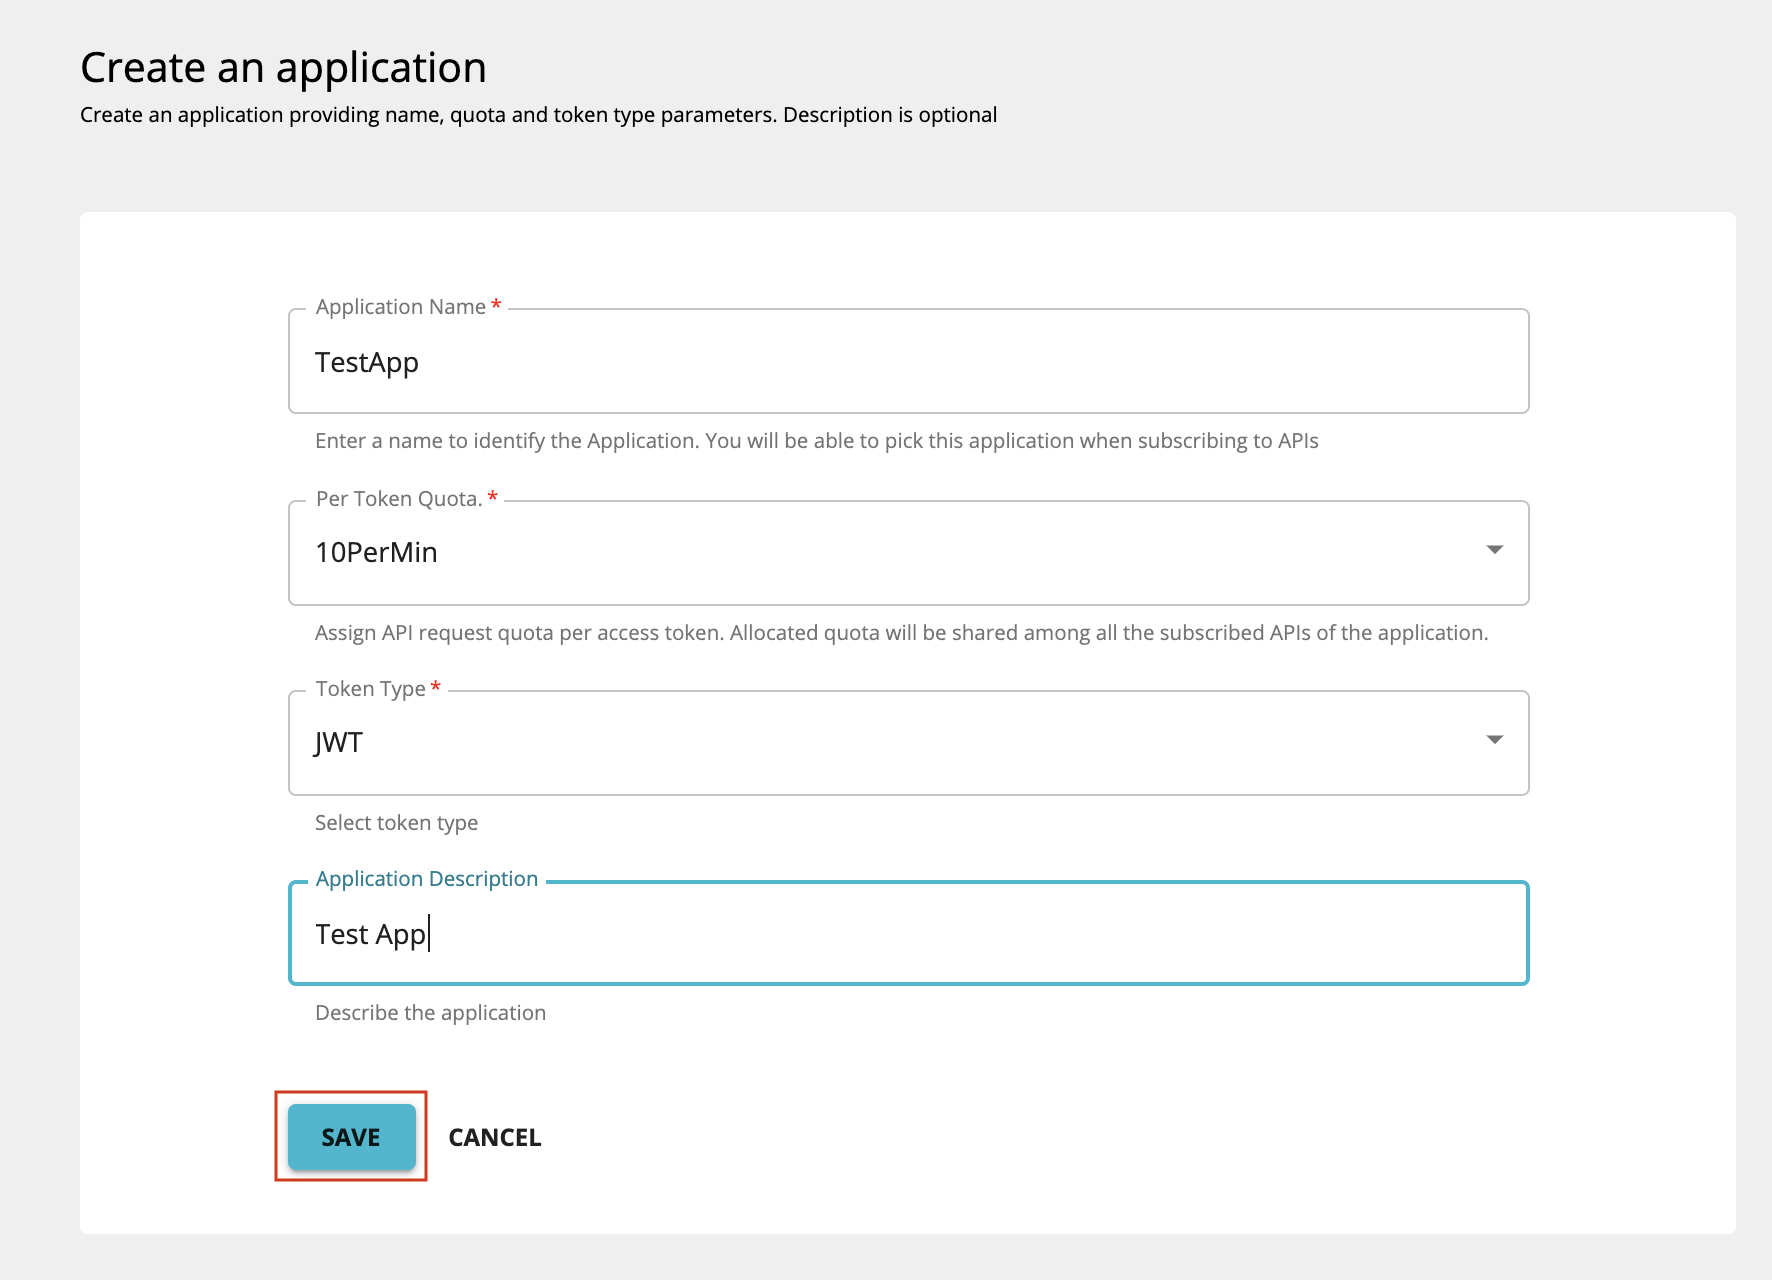 Create an application
Create an application providing name, quota and token type parameters. Description is optional
Application Name *
TestApp
Enter a name to identify the Application. You will be able to pick this application when subscribing to APIs
Per Token Quota. *
10PerMin
Assign API request quota per access token. Allocated quota will be shared among all the subscribed APIs of the application.
Token Type *
JWT
Select token type
Application Description
Test App
Describe the application
SAVE CANCEL